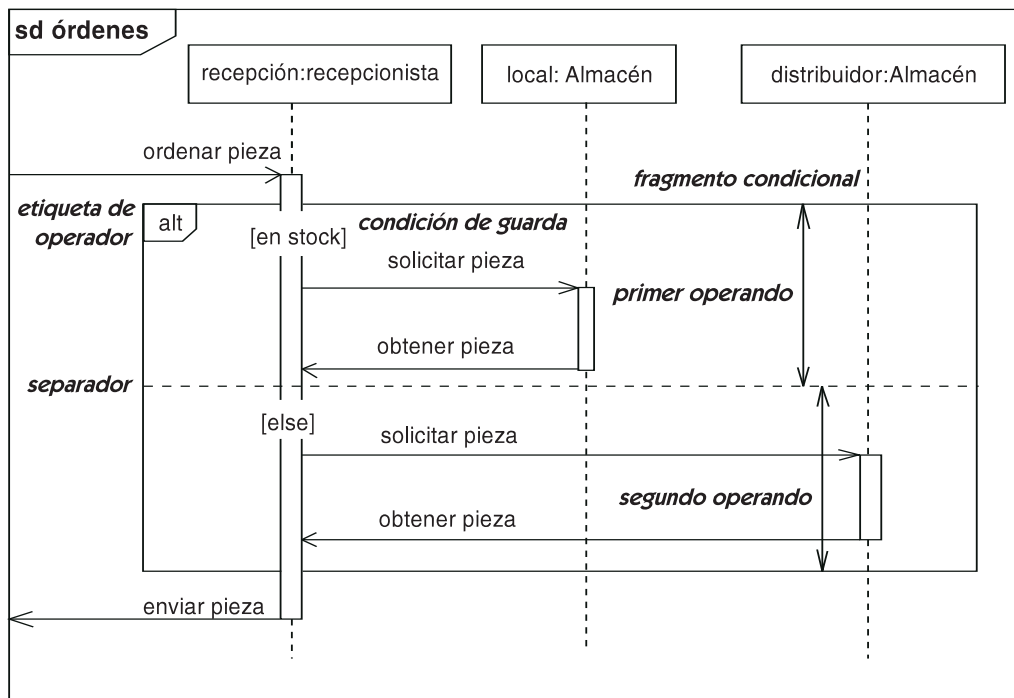 sd órdenes
recepción:recepcionista
local: Almacén
distribuidor:Almacén
ordenar pieza
fragmento condicional
etiqueta de
operador
alt
[en stock]
condición de guarda
solicitar pieza
primer operando
obtener pieza
separador
[else]
solicitar pieza
segundo operando
obtener pieza
enviar pieza